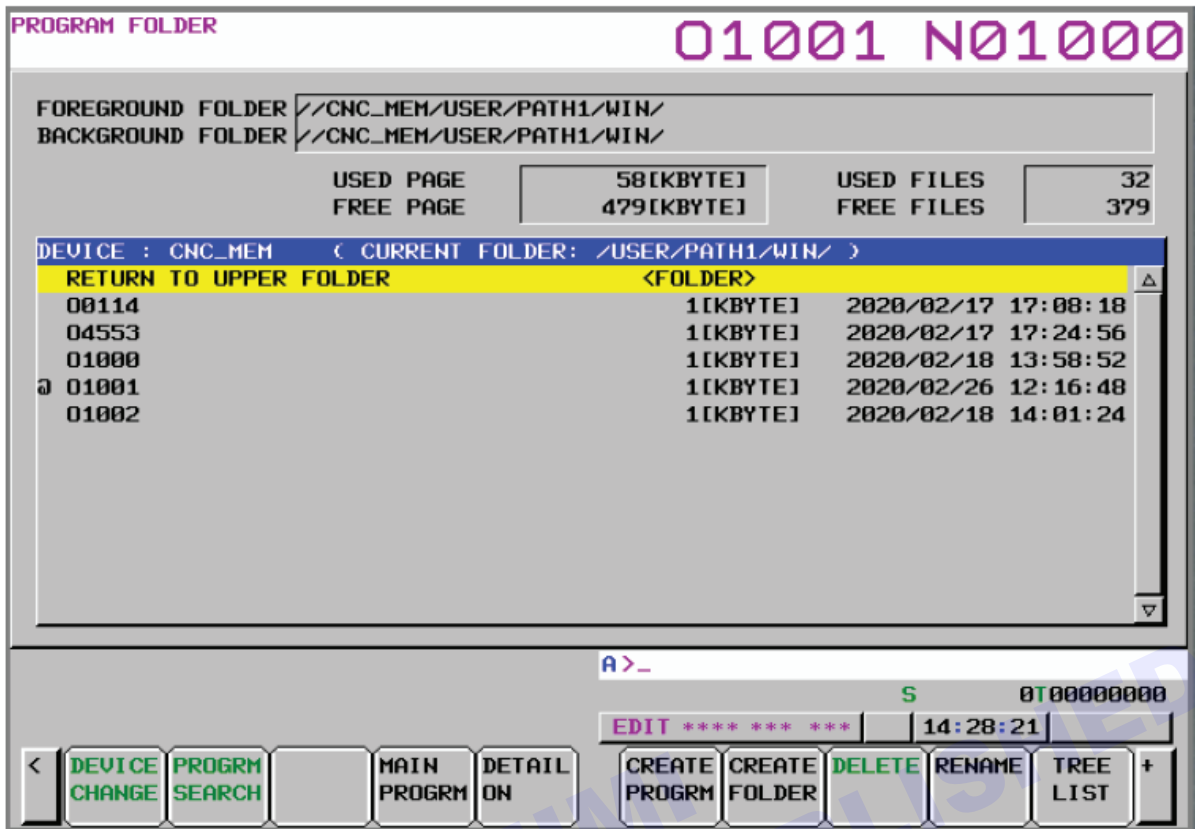 PROGRAM FOLDER
O1001 N01000
FOREGROUND FOLDER //CNC_MEM/USER/PATH1/WIN/
BACKGROUND FOLDER //CNC_MEM/USER/PATH1/WIN/
USED PAGE 58[KBYTE] USED FILES 32
FREE PAGE 479[KBYTE] FREE FILES 379
DEVICE : CNC_MEM ( CURRENT FOLDER: /USER/PATH1/WIN/ )
RETURN TO UPPER FOLDER <FOLDER>
O0114 1[KBYTE] 2020/02/17 17:08:18
O4553 1[KBYTE] 2020/02/17 17:24:56
O1000 1[KBYTE] 2020/02/18 13:58:52
@ O1001 1[KBYTE] 2020/02/26 12:16:48
O1002 1[KBYTE] 2020/02/18 14:01:24
A>_
S 0T00000000
EDIT **** *** *** 14:28:21
< DEVICE PROGRM MAIN DETAIL CREATE CREATE DELETE RENAME TREE +
CHANGE SEARCH PROGRM ON PROGRM FOLDER LIST